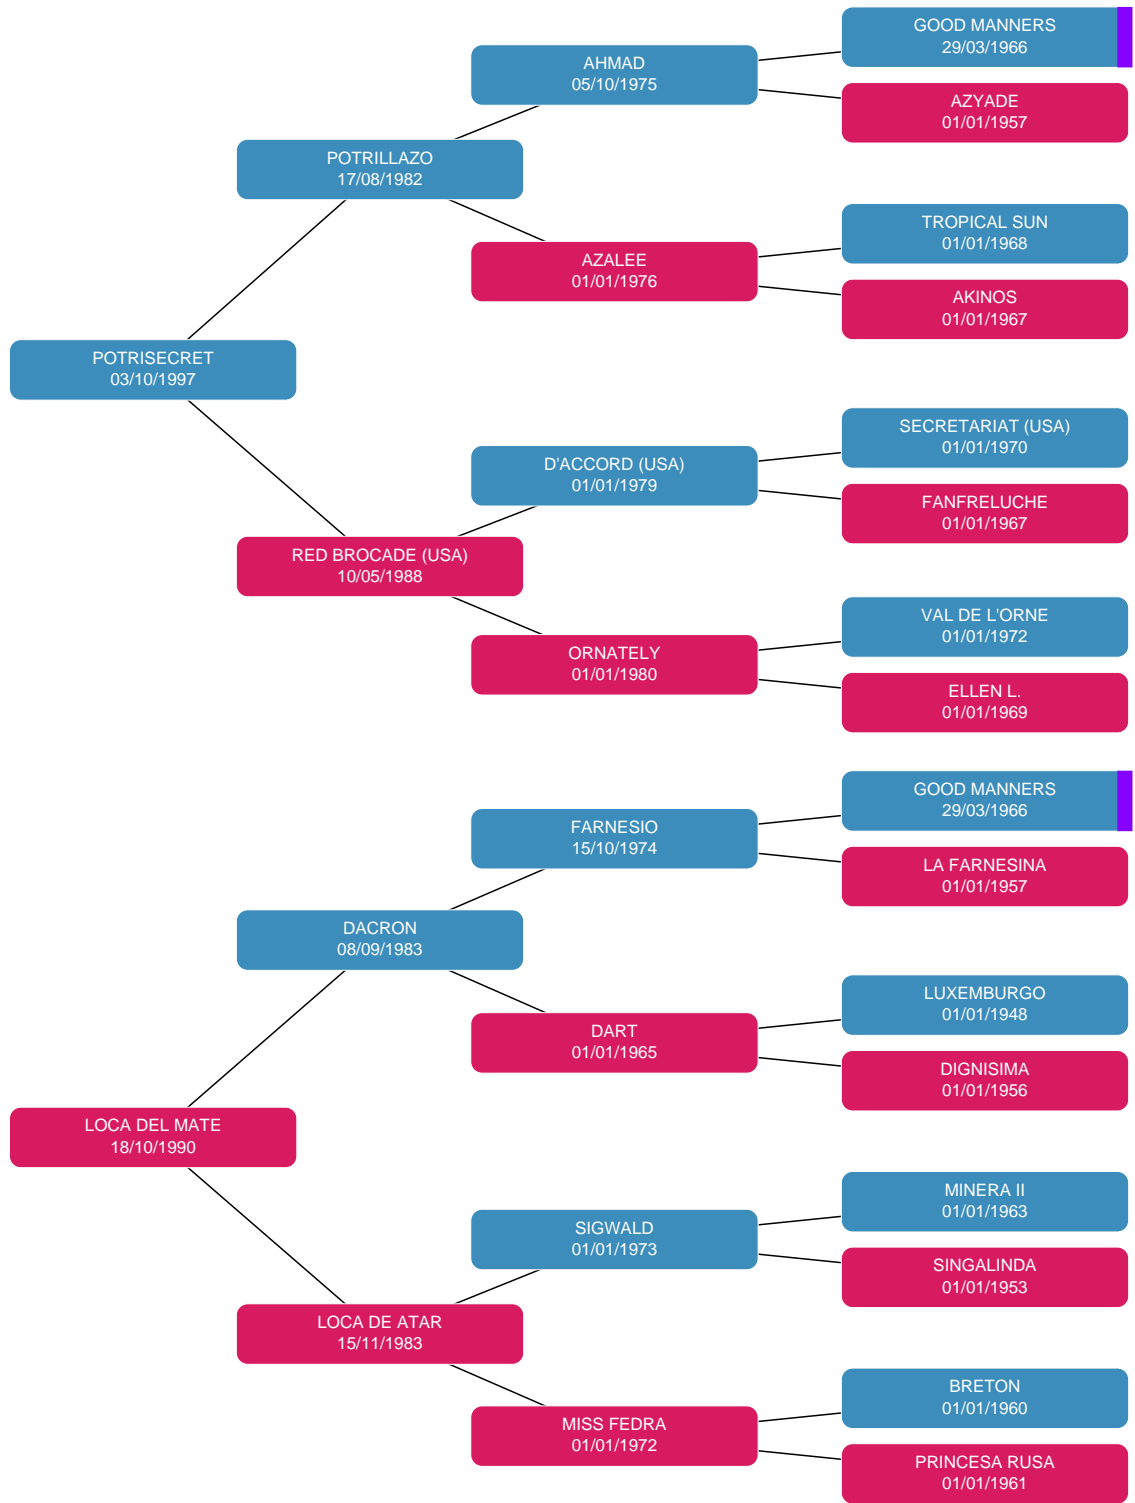 GOOD MANNERS
29/03/1966
AHMAD
05/10/1975
AZYADE
01/01/1957
POTRILLAZO
17/08/1982
TROPICAL SUN
01/01/1968
AZALEE
01/01/1976
AKINOS
01/01/1967
POTRISECRET
03/10/1997
SECRETARIAT (USA)
01/01/1970
D'ACCORD (USA)
01/01/1979
FANFRELUCHE
01/01/1967
RED BROCADE (USA)
10/05/1988
VAL DE L'ORNE
01/01/1972
ORNATELY
01/01/1980
ELLEN L.
01/01/1969
GOOD MANNERS
29/03/1966
FARNESIO
15/10/1974
LA FARNESINA
01/01/1957
DACRON
08/09/1983
LUXEMBURGO
01/01/1948
DART
01/01/1965
DIGNISIMA
01/01/1956
LOCA DEL MATE
18/10/1990
MINERA II
01/01/1963
SIGWALD
01/01/1973
SINGALINDA
01/01/1953
LOCA DE ATAR
15/11/1983
BRETON
01/01/1960
MISS FEDRA
01/01/1972
PRINCESA RUSA
01/01/1961